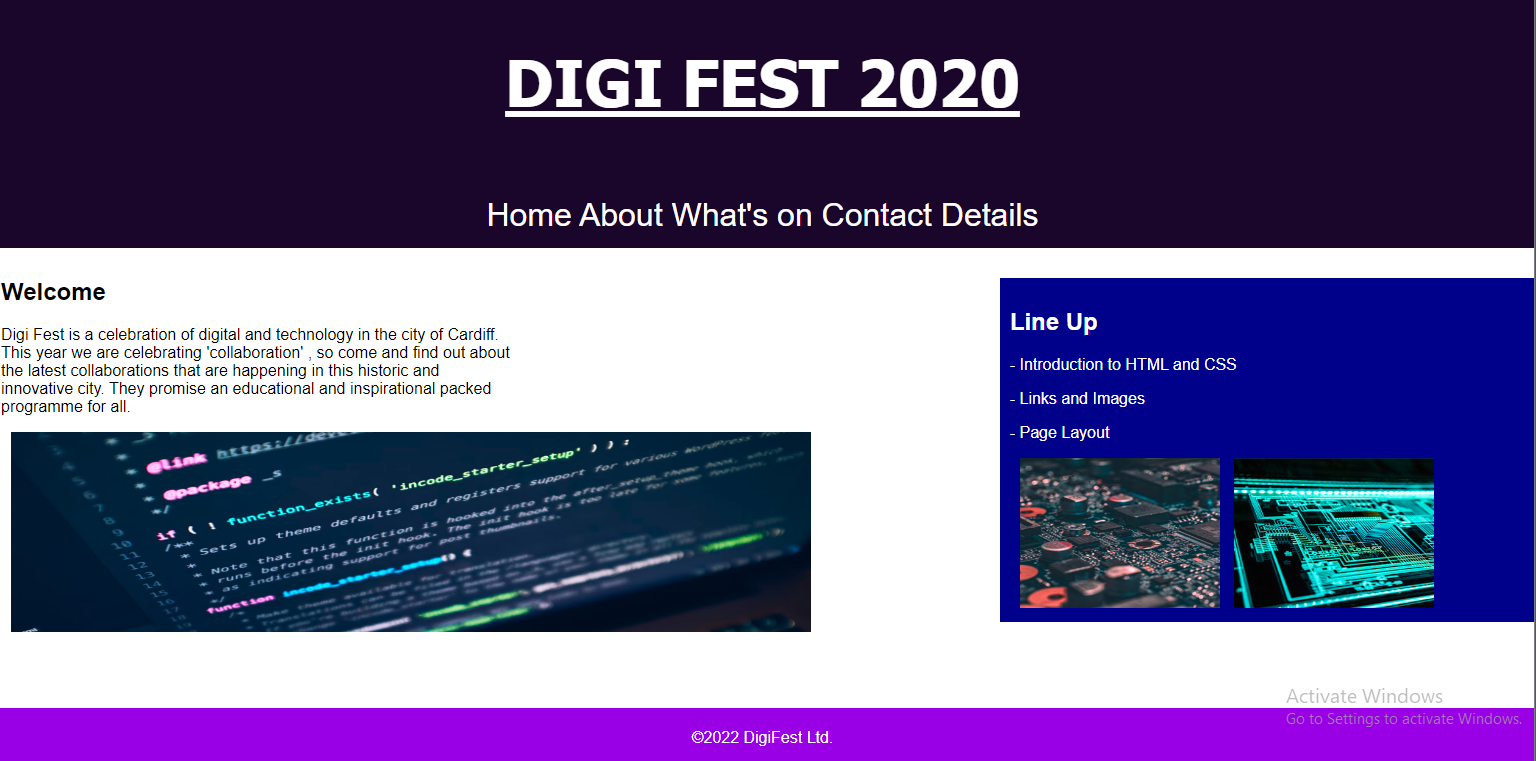 DIGI FEST 2020
Home About What's on Contact Details
Welcome
Digi Fest is a celebration of digital and technology in the city of Cardiff.
This year we are celebrating 'collaboration' , so come and find out about
the latest collaborations that are happening in this historic and
innovative city. They promise an educational and inspirational packed
programme for all.
* @link https://deve
* @package _s
*/
if ( ! function_exists( 'incode_starter_setup' ) ) :
/**
* Sets up theme defaults and registers support for various WordPress
* Note that this function is hooked into the after_setup_theme hook, which
* runs before the init hook. The init hook is too late for some features,
* as indicating support for post thumbnails.
*/
function incode_starter_setup() {
Line Up
- Introduction to HTML and CSS
- Links and Images
- Page Layout
Activate Windows
Go to Settings to activate Windows.
©2022 DigiFest Ltd.